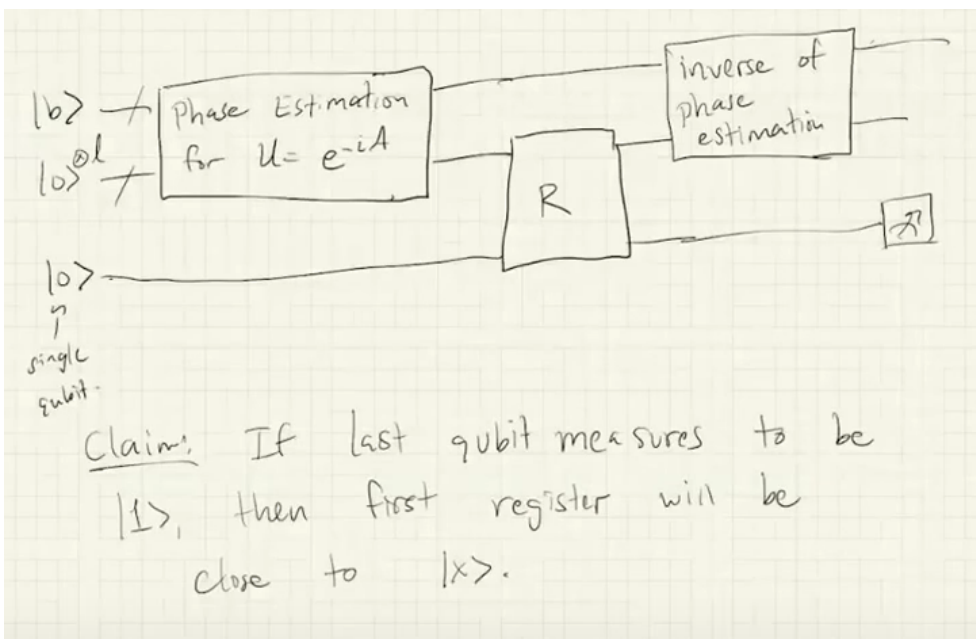 |b>
Phase Estimation
for U = e^{-iA}
|0>^{⊗l}
R
inverse of
phase
estimation
|0>
single
qubit.
Claim: If last qubit measures to be
|1>, then first register will be
close to |x>.